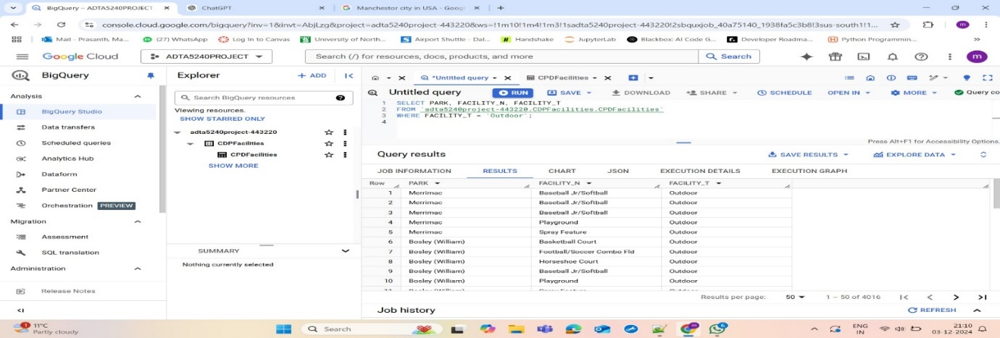 BigQuery – ADTA5240PROJECT
ChatGPT
Manchestor city in USA - Goog
console.cloud.google.com/bigquery?inv=1&invt=AbjLzg&project=adta5240project-443220&ws=!1m10!1m4!1m3!1sadta5240project-443220!2sbquxjob_40a75140_1938fa5c3b8!3sus-south1!1...
Mail - Prasanth, Ma...
(27) WhatsApp
Log In to Canvas
University of North...
Airport Shuttle - Dal...
Handshake
JupyterLab
Blackbox: AI Code G...
Developer Roadma...
Python Programmin...
Google Cloud
ADTA5240PROJECT
Search (/) for resources, docs, products, and more
Search
m
BigQuery
Analysis
BigQuery Studio
Data transfers
Scheduled queries
Analytics Hub
Dataform
Partner Center
Orchestration PREVIEW
Migration
Assessment
SQL translation
Administration
Release Notes
Explorer
+ ADD
Search BigQuery resources
Viewing resources.
SHOW STARRED ONLY
adta5240project-443220
CDPFacilities
CPDFacilities
SHOW MORE
SUMMARY
Nothing currently selected
*Untitled query
CPDFacilities
Untitled query
RUN
SAVE
DOWNLOAD
SHARE
SCHEDULE
OPEN IN
MORE
Query co
1 SELECT PARK, FACILITY_N, FACILITY_T
2 FROM `adta5240project-443220.CDPFacilities.CPDFacilities`
3 WHERE FACILITY_T = 'Outdoor';
4
Press Alt+F1 for Accessibility Options.
Query results
SAVE RESULTS
EXPLORE DATA
JOB INFORMATION RESULTS CHART JSON EXECUTION DETAILS EXECUTION GRAPH
Row PARK FACILITY_N FACILITY_T
1 Merrimac Baseball Jr/Softball Outdoor
2 Merrimac Baseball Jr/Softball Outdoor
3 Merrimac Baseball Jr/Softball Outdoor
4 Merrimac Playground Outdoor
5 Merrimac Spray Feature Outdoor
6 Bosley (William) Basketball Court Outdoor
7 Bosley (William) Football/Soccer Combo Fld Outdoor
8 Bosley (William) Horseshoe Court Outdoor
9 Bosley (William) Baseball Jr/Softball Outdoor
10 Bosley (William) Playground Outdoor
Results per page: 50 1 – 50 of 4016
Job history
REFRESH
11°C
Partly cloudy
Search
ENG
IN
21:10
03-12-2024